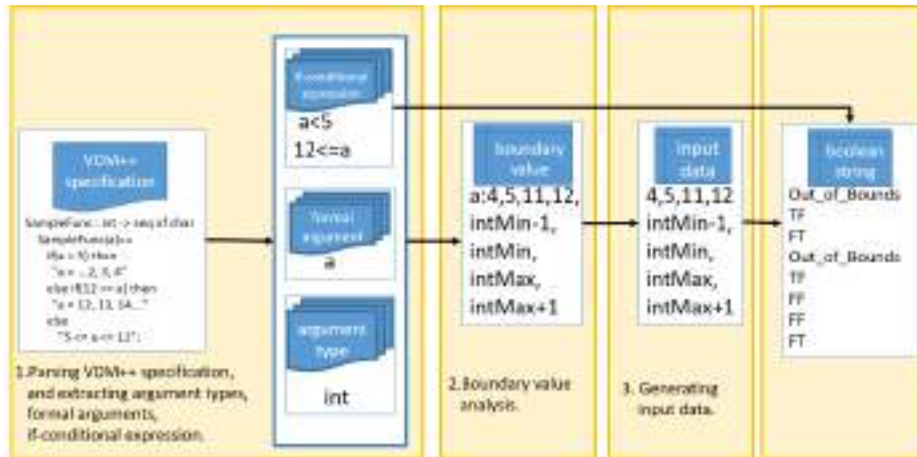 VDM++
specification
SampleFunc : int -> seq of char
SampleFunc(a)==
if(a < 5) then
"a = ...2, 3, 4"
else if(12 <= a) then
"a = 12, 13, 14..."
else
"5 <= a <= 12";
1.Parsing VDM++ specification,
and extracting argument types,
formal arguments,
if-conditional expression.
if-conditional
expression
a<5
12<=a
formal
argument
a
argument
type
int
boundary
value
a:4,5,11,12,
intMin-1,
intMin,
intMax,
intMax+1
2.Boundary value
analysis.
Input
data
4,5,11,12
intMin-1,
intMin,
intMax,
intMax+1
3. Generating
input data.
boolean
string
Out_of_Bounds
TF
FT
Out_of_Bounds
TF
FF
FF
FT